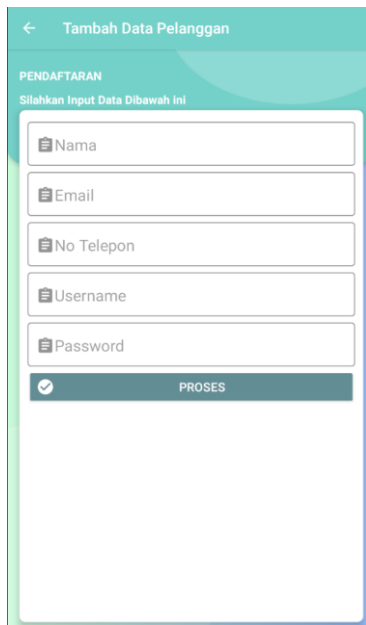 Tambah Data Pelanggan
PENDAFTARAN
Silahkan Input Data Dibawah ini
Nama
Email
No Telepon
Username
Password
PROSES